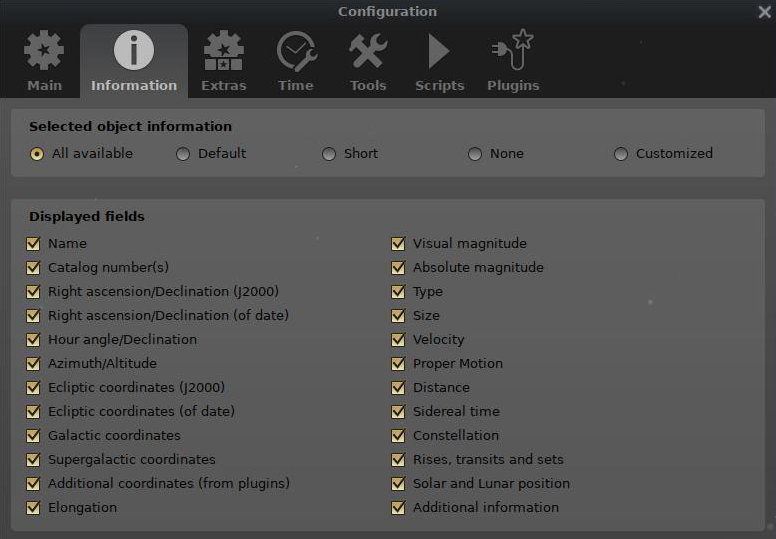 Configuration
Main Information Extras Time Tools Scripts Plugins
Selected object information
All available Default Short None Customized
Displayed fields
Name Visual magnitude
Catalog number(s) Absolute magnitude
Right ascension/Declination (J2000) Type
Right ascension/Declination (of date) Size
Hour angle/Declination Velocity
Azimuth/Altitude Proper Motion
Ecliptic coordinates (J2000) Distance
Ecliptic coordinates (of date) Sidereal time
Galactic coordinates Constellation
Supergalactic coordinates Rises, transits and sets
Additional coordinates (from plugins) Solar and Lunar position
Elongation Additional information